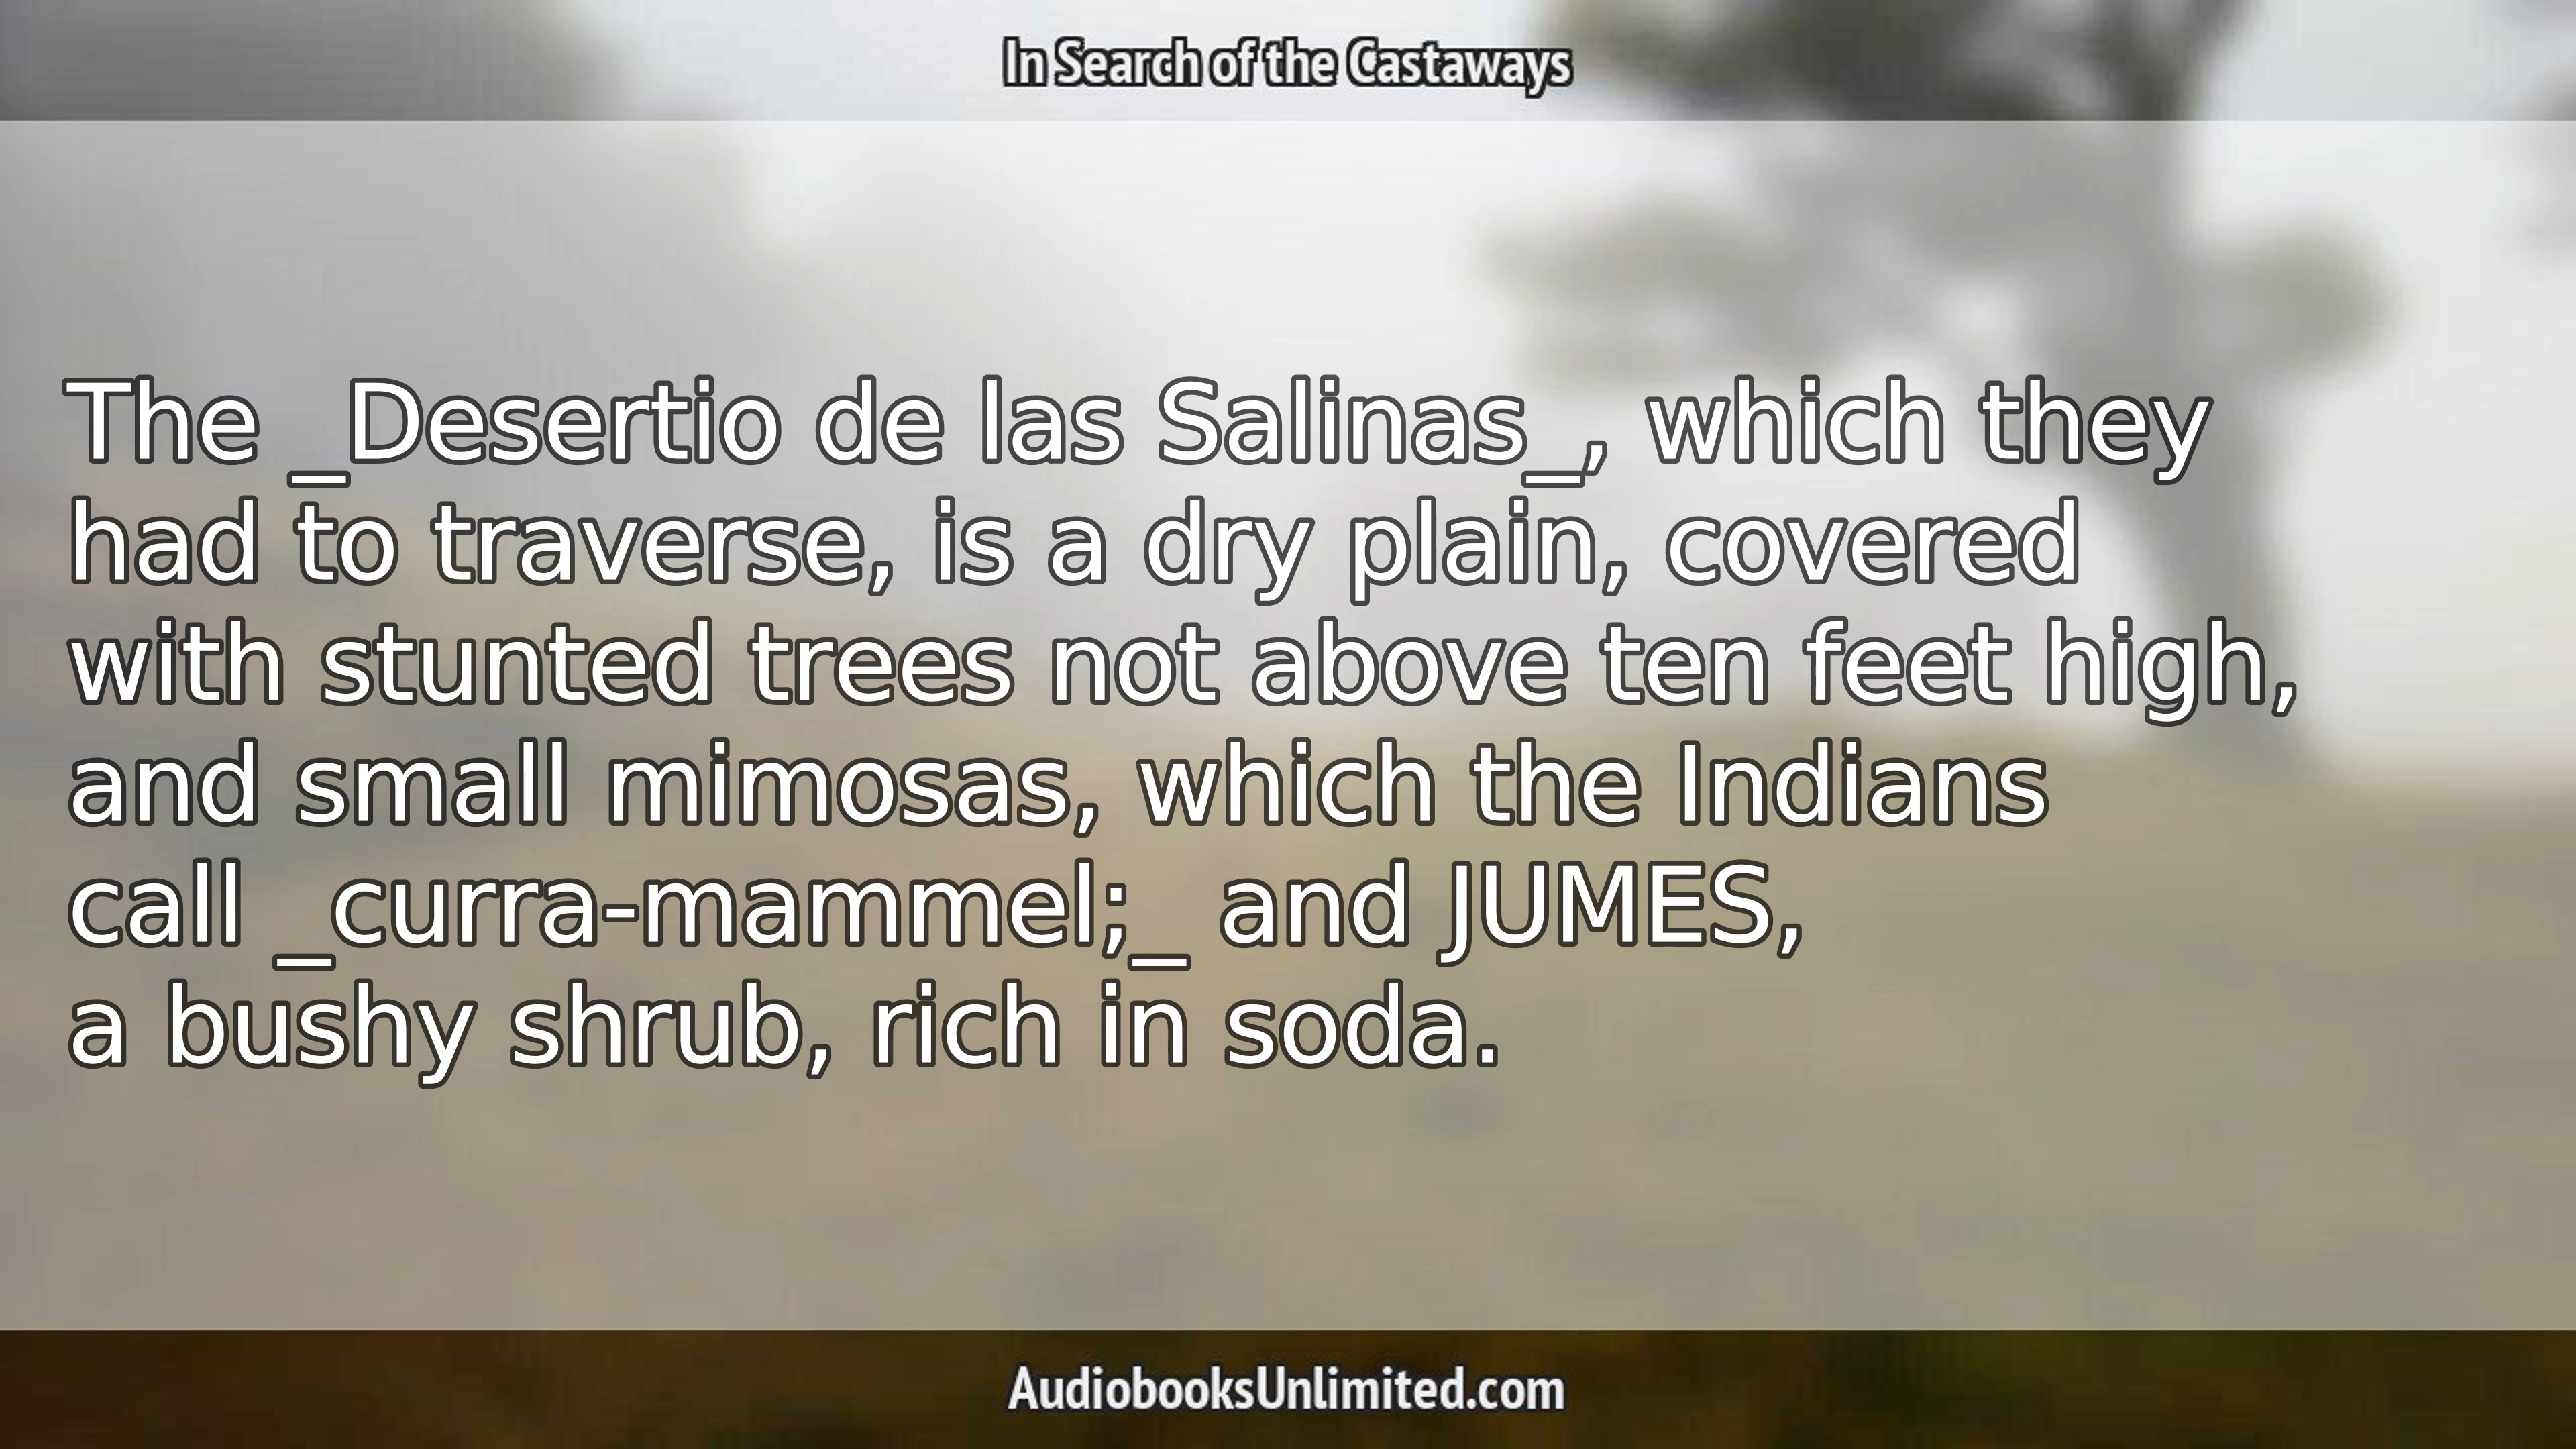 In Search of the Castaways
The _Desertio de las Salinas_, which they
had to traverse, is a dry plain, covered
with stunted trees not above ten feet high,
and small mimosas, which the Indians
call _curra-mammel;_ and JUMES,
a bushy shrub, rich in soda.
AudiobooksUnlimited.com